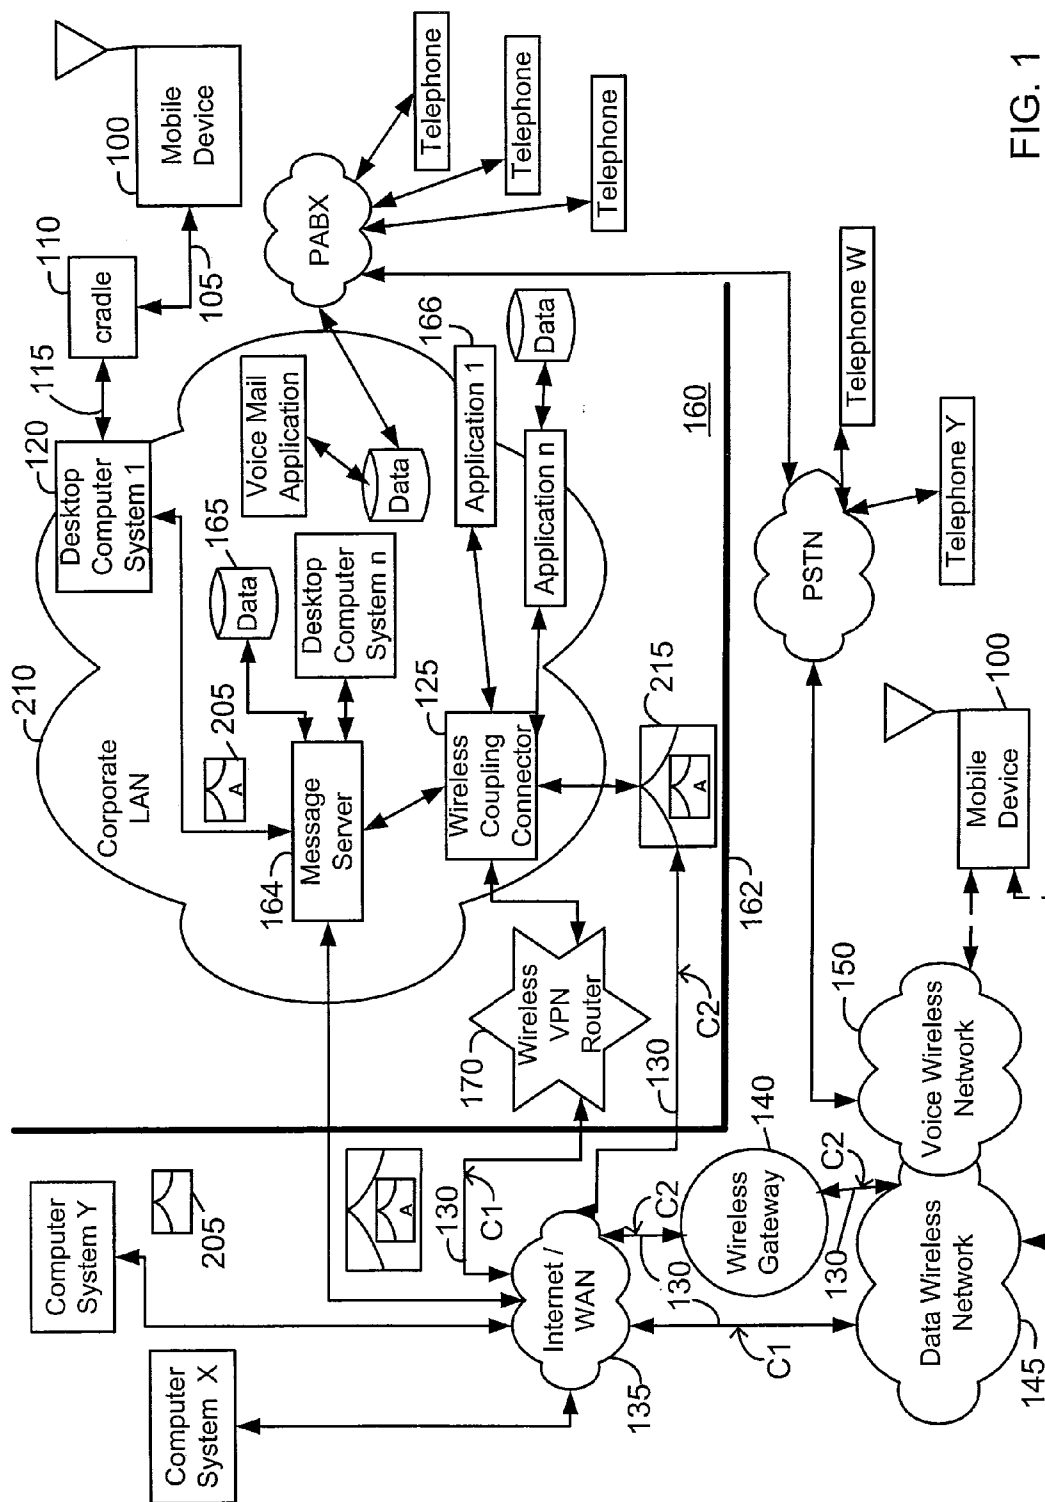 Computer
System Y
Computer
System X
205
Internet /
WAN
135
130
C1
A
130
C1
130
C2
Wireless
Gateway
140
130
C2
Data Wireless
Network
145
Voice Wireless
Network
150
Mobile
Device
100
210
Corporate
LAN
Desktop
Computer
System 1
120
115
cradle
110
105
Mobile
Device
100
A
205
Data
165
164
Message
Server
Desktop
Computer
System n
Voice Mail
Application
Data
PABX
Telephone
Telephone
Telephone
Wireless
Coupling
Connector
125
Application 1
166
Application n
Data
170
Wireless
VPN
Router
130
C2
A
215
162
160
PSTN
Telephone W
Telephone Y
FIG. 1